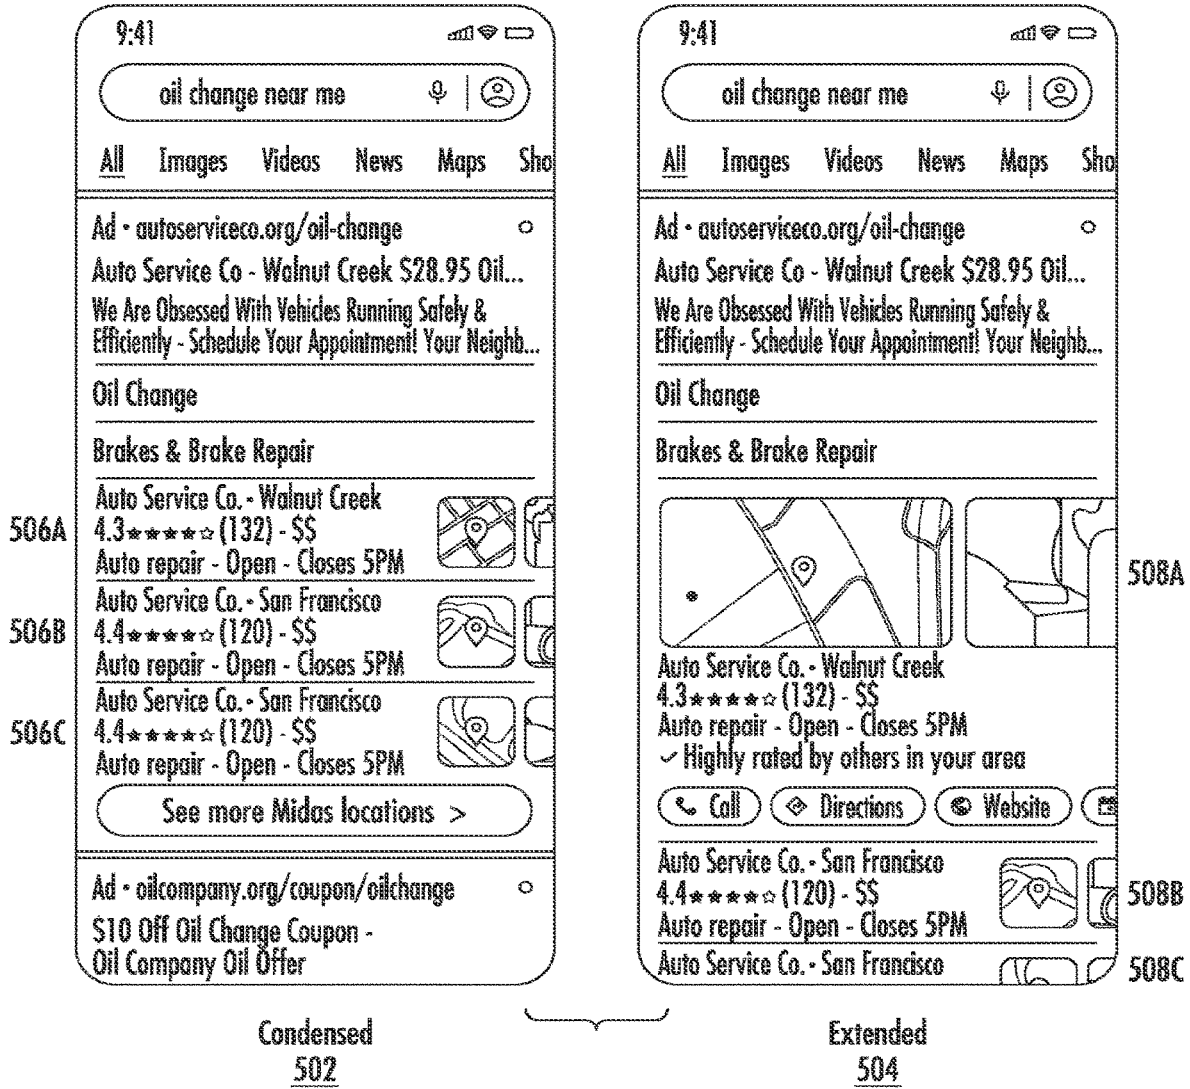 9:41
oil change near me
All Images Videos News Maps Sho
Ad • autoserviceco.org/oil-change
Auto Service Co - Walnut Creek $28.95 Oil...
We Are Obsessed With Vehicles Running Safely &
Efficiently - Schedule Your Appointment! Your Neighb...
Oil Change
Brakes & Brake Repair
506A
Auto Service Co. • Walnut Creek
4.3★★★★☆ (132) - $$
Auto repair - Open - Closes 5PM
506B
Auto Service Co. • San Francisco
4.4★★★★☆ (120) - $$
Auto repair - Open - Closes 5PM
506C
Auto Service Co. • San Francisco
4.4★★★★☆ (120) - $$
Auto repair - Open - Closes 5PM
See more Midas locations >
Ad • oilcompany.org/coupon/oilchange
$10 Off Oil Change Coupon -
Oil Company Oil Offer
Condensed
502
9:41
oil change near me
All Images Videos News Maps Sho
Ad • autoserviceco.org/oil-change
Auto Service Co - Walnut Creek $28.95 Oil...
We Are Obsessed With Vehicles Running Safely &
Efficiently - Schedule Your Appointment! Your Neighb...
Oil Change
Brakes & Brake Repair
508A
Auto Service Co. • Walnut Creek
4.3★★★★☆ (132) - $$
Auto repair - Open - Closes 5PM
✓ Highly rated by others in your area
Call Directions Website
Auto Service Co. • San Francisco
4.4★★★★☆ (120) - $$
508B
Auto repair - Open - Closes 5PM
Auto Service Co. • San Francisco
508C
Extended
504